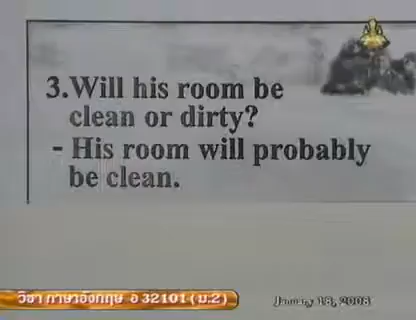 3.Will his room be
clean or dirty?
- His room will probably
be clean.
วิชา ภาษาอังกฤษ อ 32101 (ม.2)
January 18, 2008